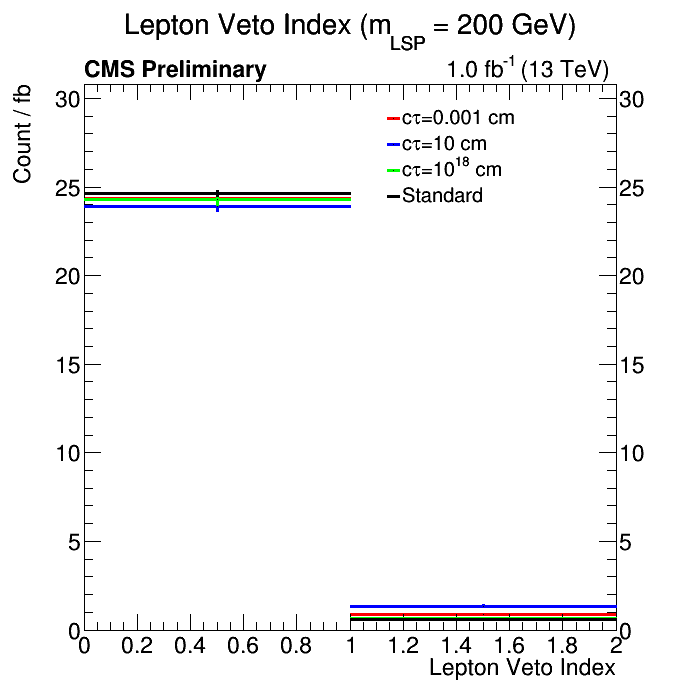 Lepton Veto Index (m_LSP = 200 GeV)
CMS Preliminary
1.0 fb⁻¹ (13 TeV)
Count / fb
cτ=0.001 cm
cτ=10 cm
cτ=10¹⁸ cm
Standard
30
25
20
15
10
5
0
30
25
20
15
10
5
0
0 0.2 0.4 0.6 0.8 1 1.2 1.4 1.6 1.8 2
Lepton Veto Index